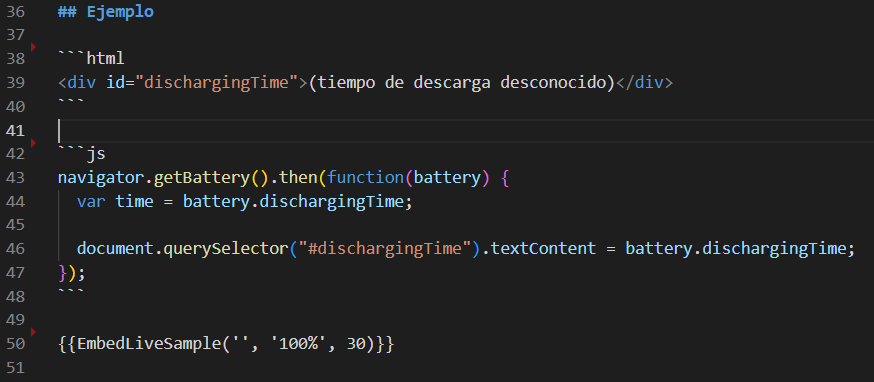 36 ## Ejemplo
37
38 ```html
39 <div id="dischargingTime">(tiempo de descarga desconocido)</div>
40 ```
41
42 ```js
43 navigator.getBattery().then(function(battery) {
44   var time = battery.dischargingTime;
45
46   document.querySelector("#dischargingTime").textContent = battery.dischargingTime;
47 });
48 ```
49
50 {{EmbedLiveSample('', '100%', 30)}}
51